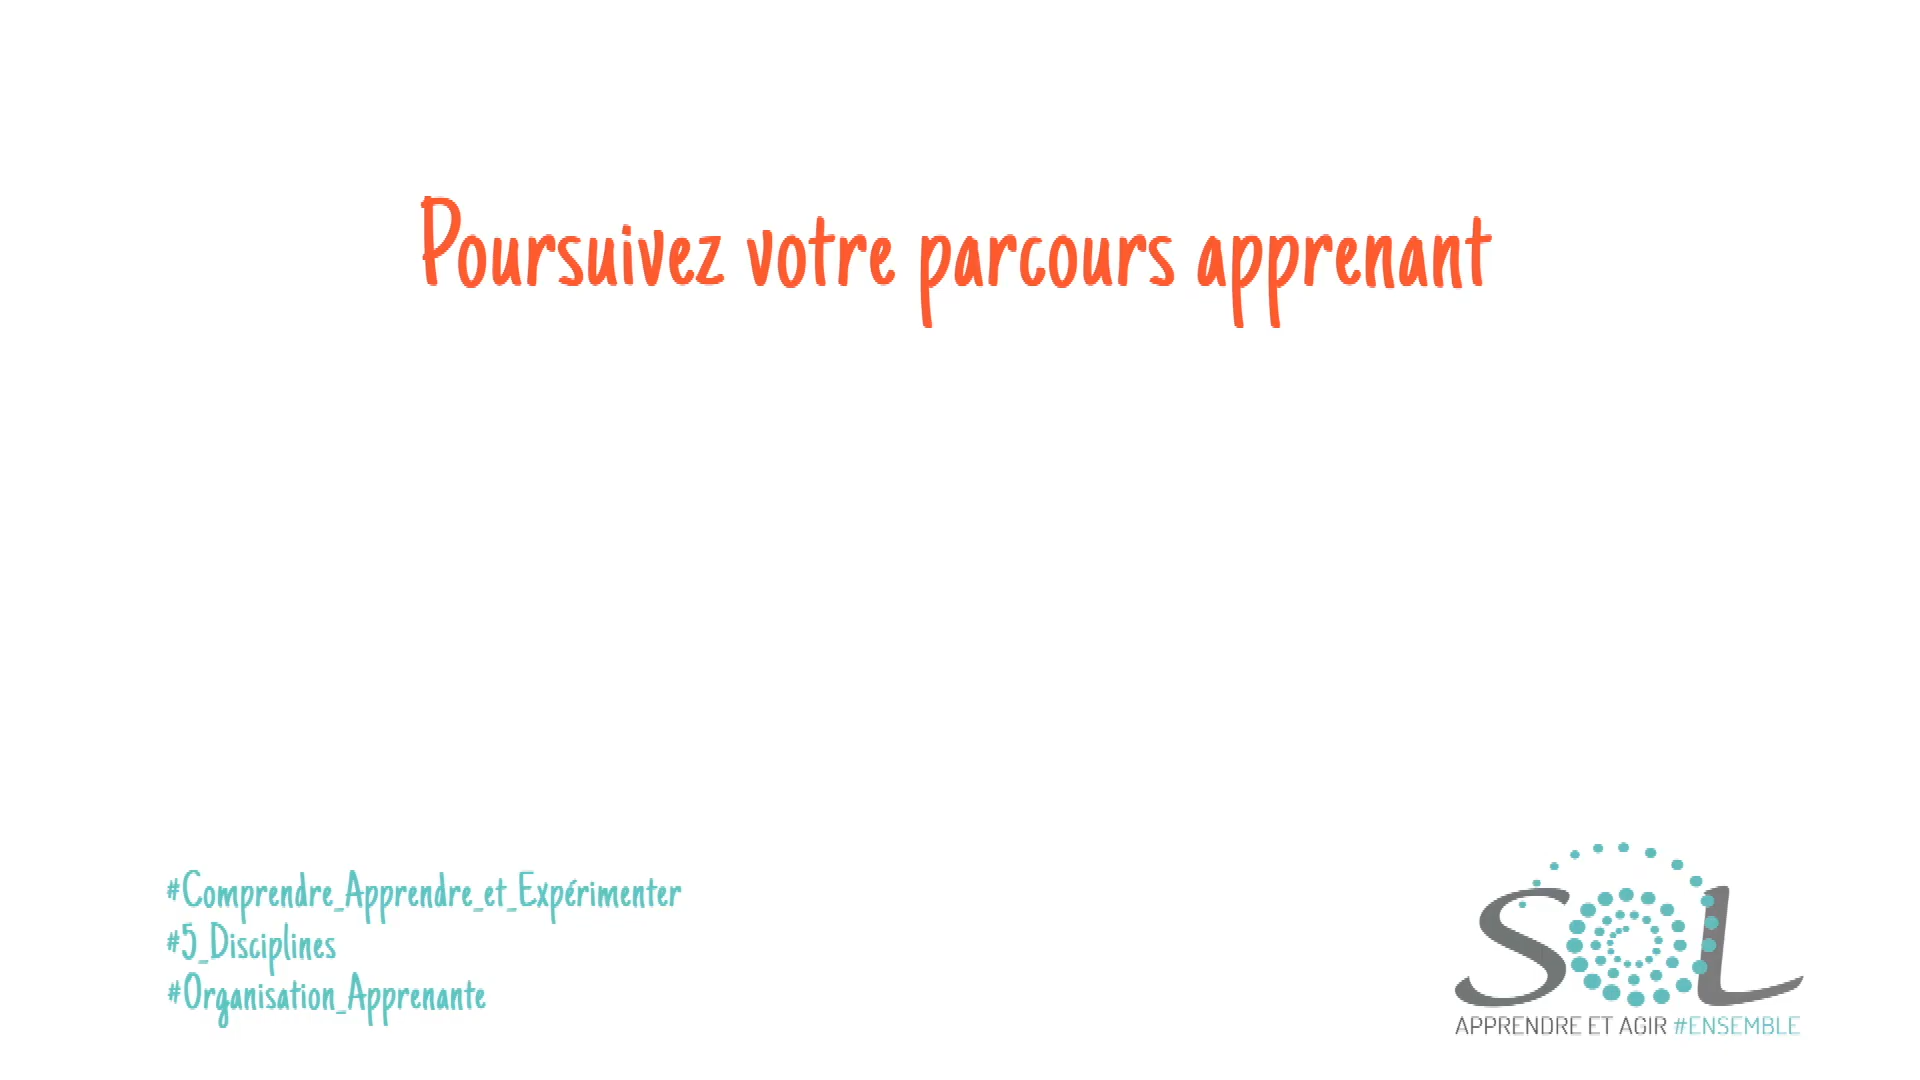 Poursuivez votre parcours apprenant
#Comprendre_Apprendre_et_Expérimenter
#5_Disciplines
#Organisation_Apprenante
SOL
APPRENDRE ET AGIR #ENSEMBLE